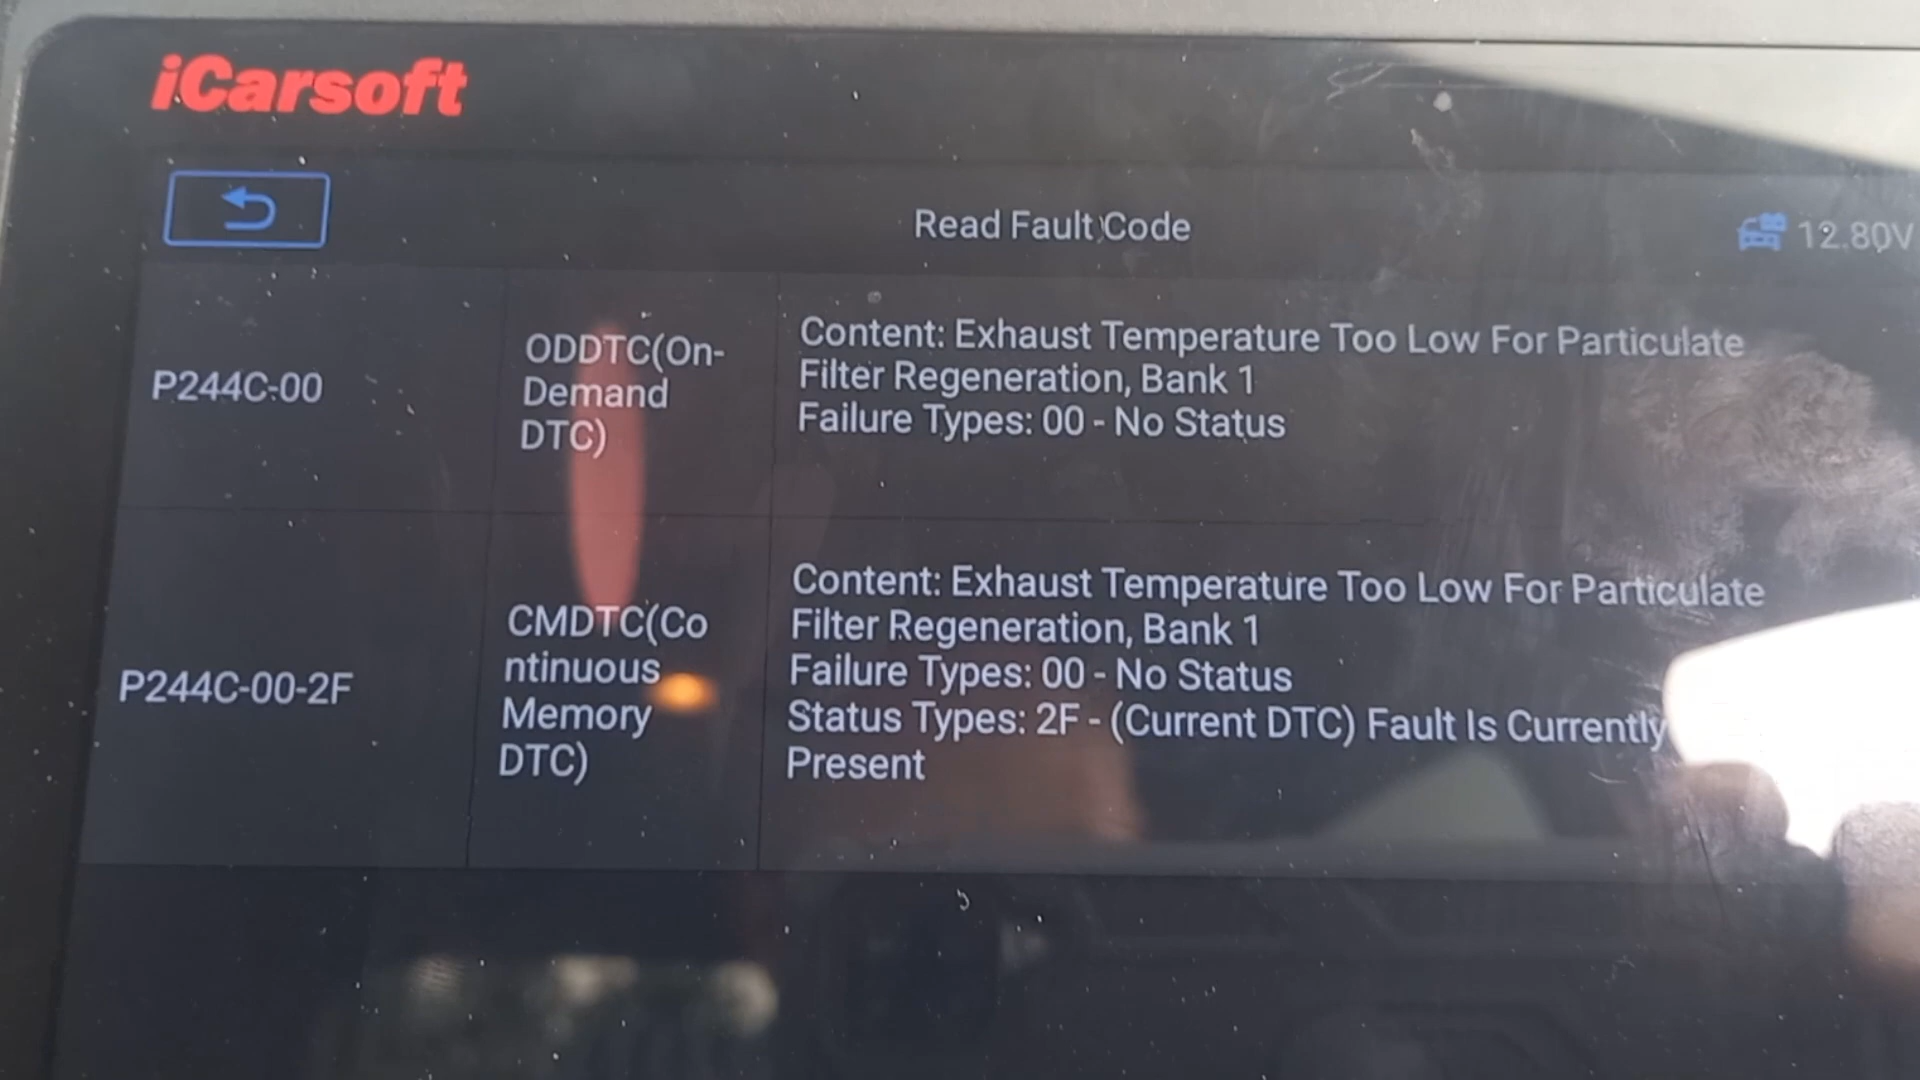 iCarsoft
Read Fault Code
12.80V
P244C-00
ODDTC(On-
Demand
DTC)
Content: Exhaust Temperature Too Low For Particulate
Filter Regeneration, Bank 1
Failure Types: 00 - No Status
P244C-00-2F
CMDTC(Co
ntinuous
Memory
DTC)
Content: Exhaust Temperature Too Low For Particulate
Filter Regeneration, Bank 1
Failure Types: 00 - No Status
Status Types: 2F - (Current DTC) Fault Is Currently
Present